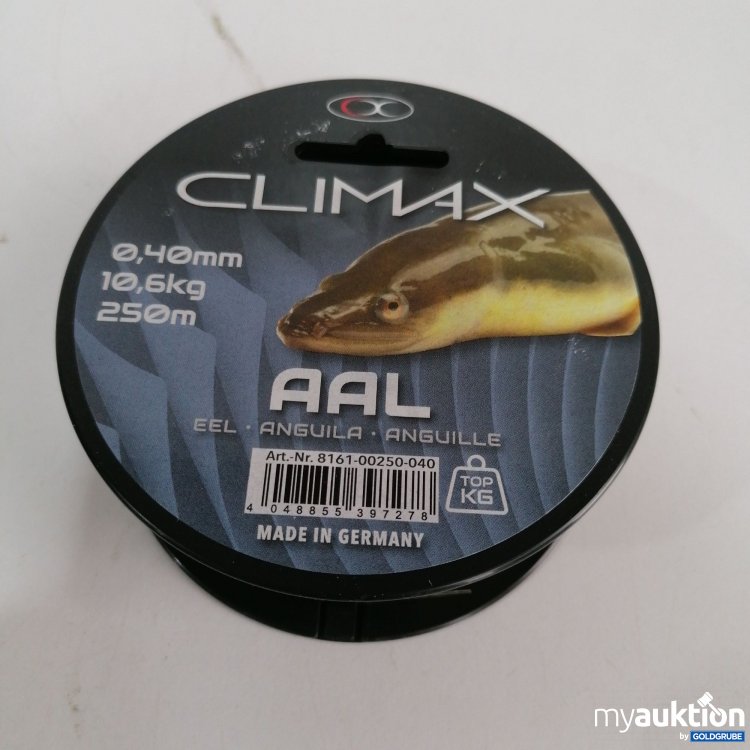 CLIMAX
0,40mm
10,6kg
250m
AAL
EEL · ANGUILA · ANGUILLE
Art.-Nr. 8161-00250-040
4 048855 397278
TOP
KG
MADE IN GERMANY
myauktion
by GOLDGRUBE